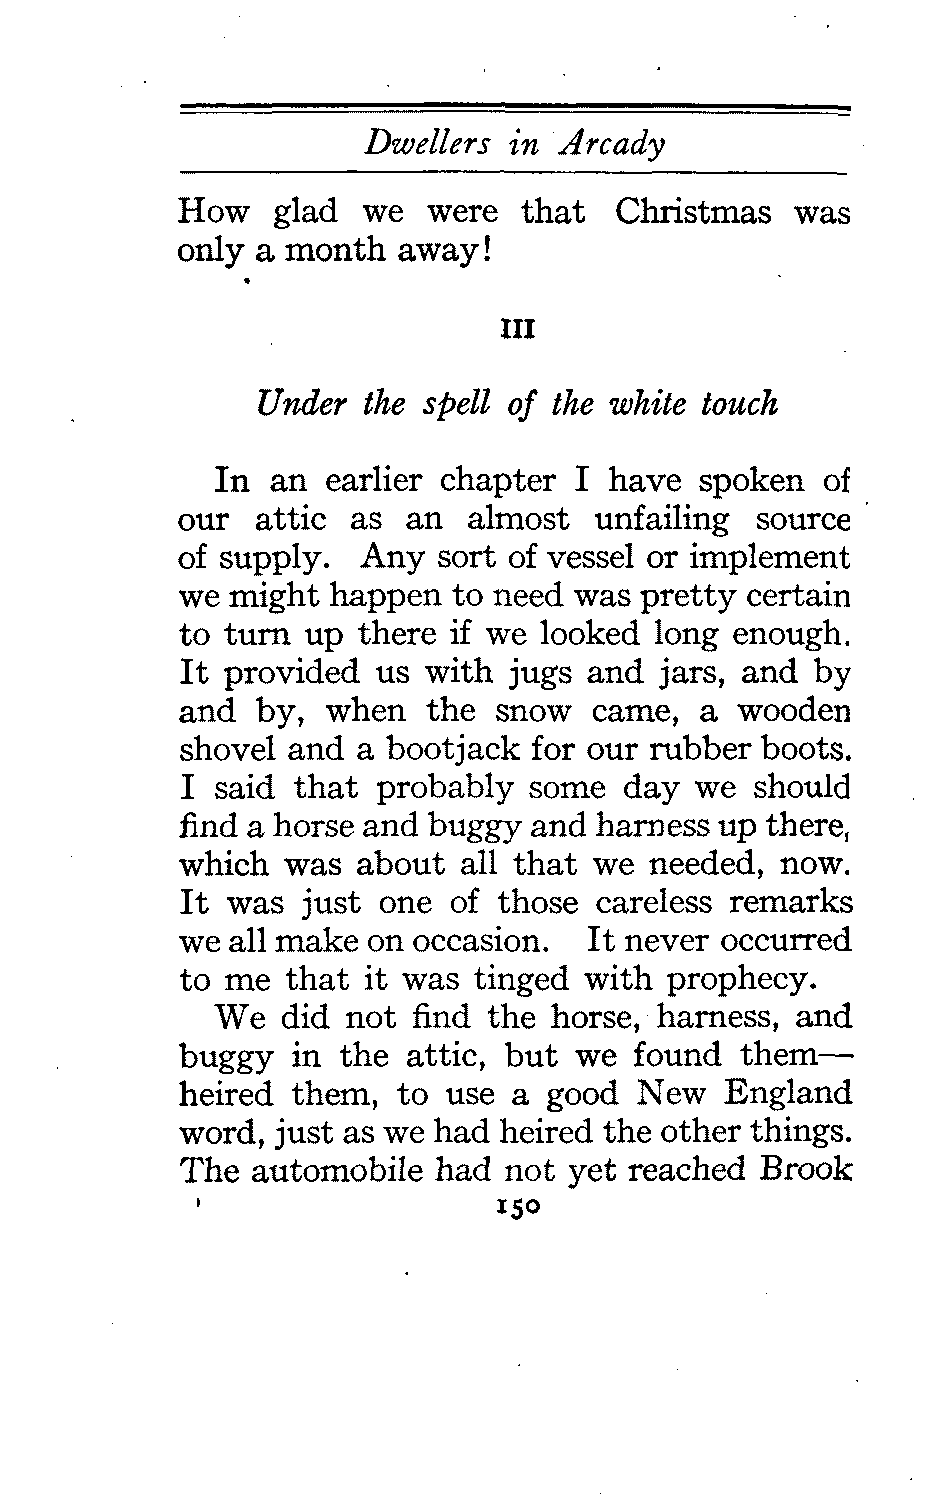 Dwellers in Arcady
How glad we were that Christmas was
only a month away!
III
Under the spell of the white touch
In an earlier chapter I have spoken of
our attic as an almost unfailing source
of supply. Any sort of vessel or implement
we might happen to need was pretty certain
to turn up there if we looked long enough.
It provided us with jugs and jars, and by
and by, when the snow came, a wooden
shovel and a bootjack for our rubber boots.
I said that probably some day we should
find a horse and buggy and harness up there,
which was about all that we needed, now.
It was just one of those careless remarks
we all make on occasion. It never occurred
to me that it was tinged with prophecy.
We did not find the horse, harness, and
buggy in the attic, but we found them—
heired them, to use a good New England
word, just as we had heired the other things.
The automobile had not yet reached Brook
150